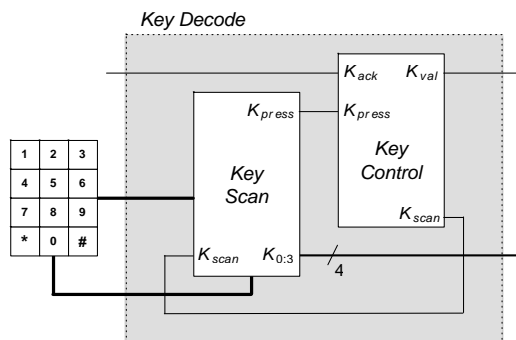 Key Decode
K_ack K_val
K_press K_press
Key
Control
Key
Scan
K_scan
K_scan K_0:3
4
1 2 3
4 5 6
7 8 9
* 0 #